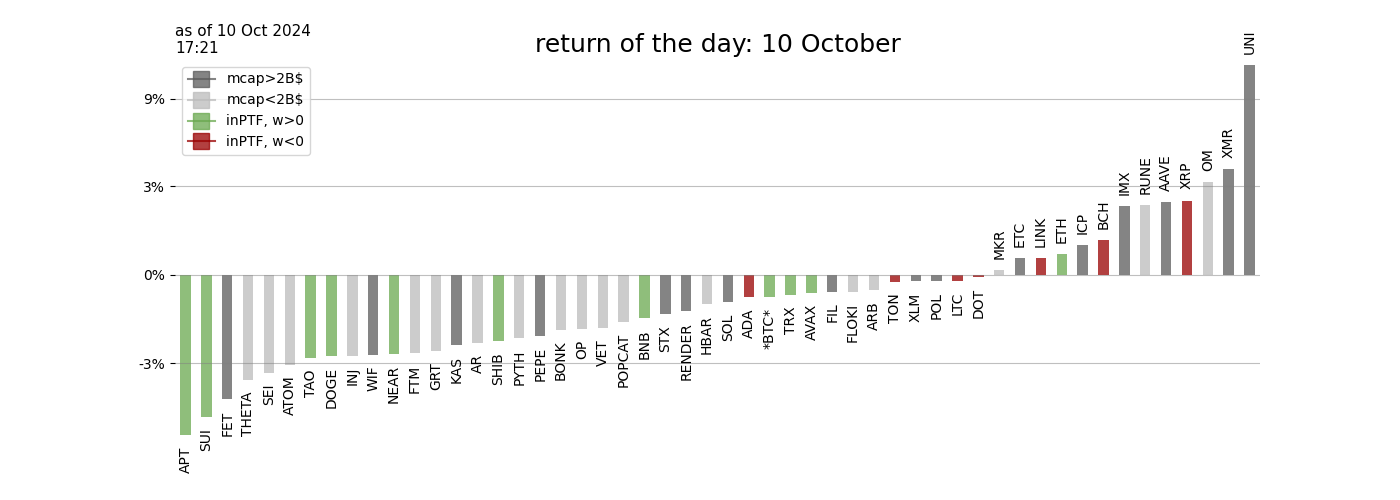 as of 10 Oct 2024
17:21
return of the day: 10 October
mcap>2B$
mcap<2B$
inPTF, w>0
inPTF, w<0
9%
3%
0%
-3%
APT
SUI
FET
THETA
SEI
ATOM
TAO
DOGE
INJ
WIF
NEAR
FTM
GRT
KAS
AR
SHIB
PYTH
PEPE
BONK
OP
VET
POPCAT
BNB
STX
RENDER
HBAR
SOL
ADA
*BTC*
TRX
AVAX
FIL
FLOKI
ARB
TON
XLM
POL
LTC
DOT
MKR
ETC
LINK
ETH
ICP
BCH
IMX
RUNE
AAVE
XRP
OM
XMR
UNI